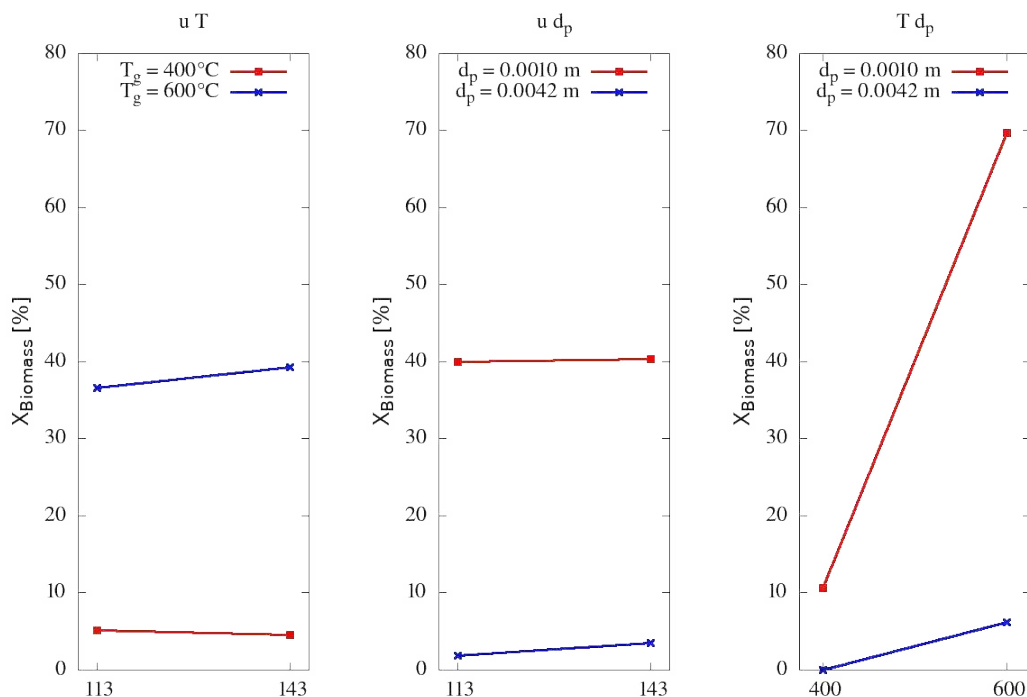 u T
80
70
60
50
40
30
20
10
0
X_Biomass [%]
T_g = 400°C
T_g = 600°C
113 143
u d_p
80
70
60
50
40
30
20
10
0
X_Biomass [%]
d_p = 0.0010 m
d_p = 0.0042 m
113 143
T d_p
80
70
60
50
40
30
20
10
0
X_Biomass [%]
d_p = 0.0010 m
d_p = 0.0042 m
400 600